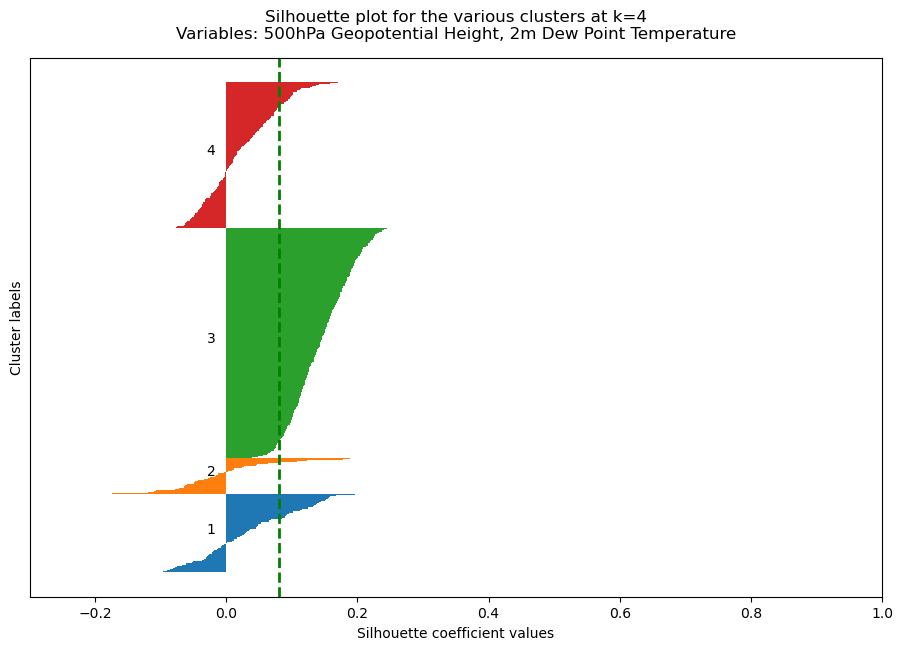 Silhouette plot for the various clusters at k=4
Variables: 500hPa Geopotential Height, 2m Dew Point Temperature
Cluster labels
4
3
2
1
−0.2 0.0 0.2 0.4 0.6 0.8 1.0
Silhouette coefficient values